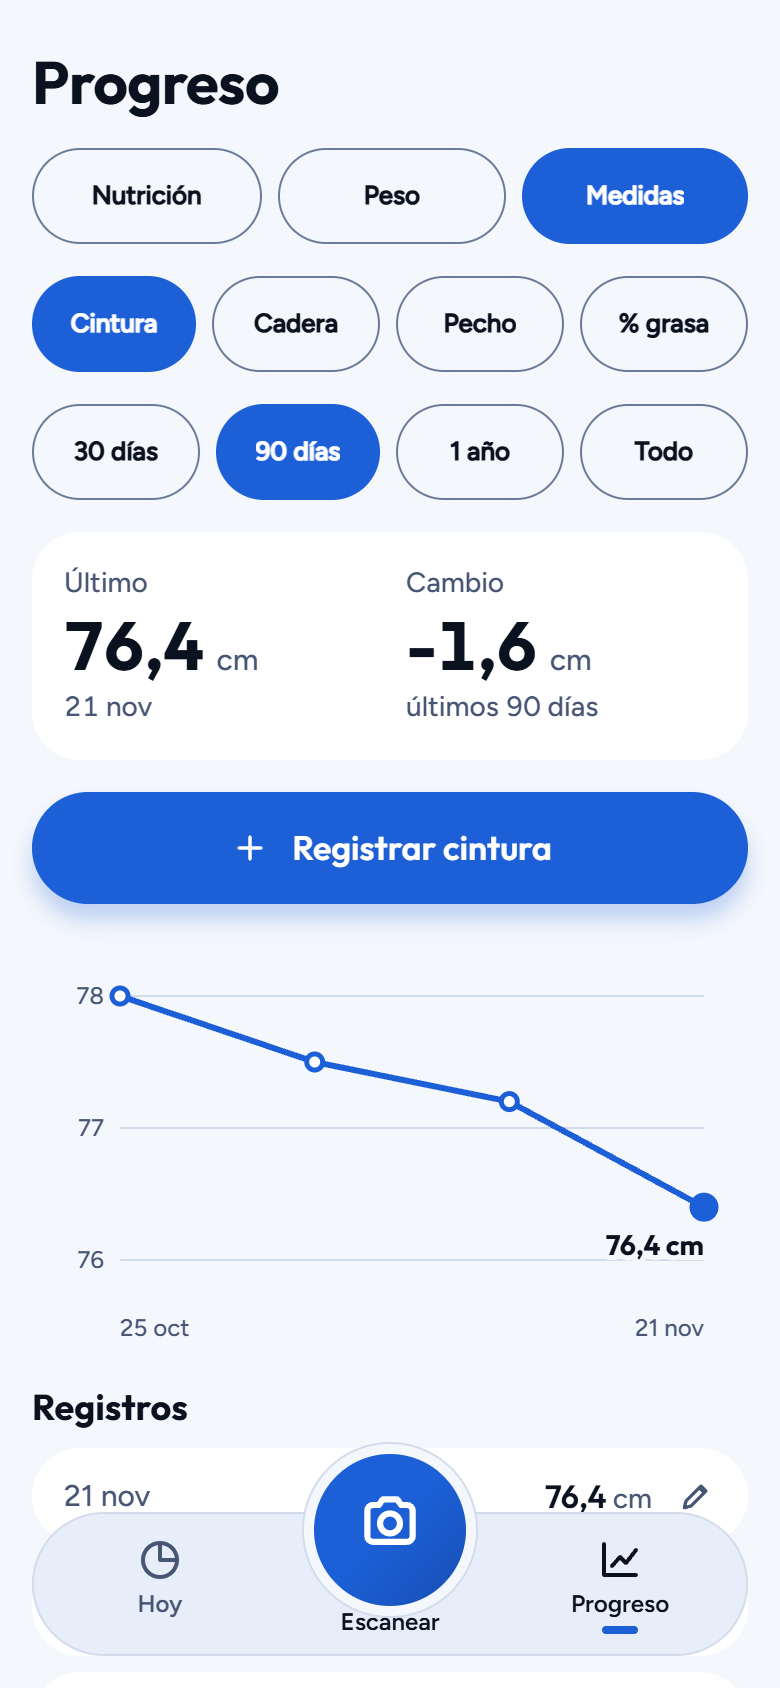 Progreso
Nutrición Peso Medidas
Cintura Cadera Pecho % grasa
30 días 90 días 1 año Todo
Último Cambio
76,4 cm -1,6 cm
21 nov últimos 90 días
+ Registrar cintura
78
77
76,4 cm
76
25 oct 21 nov
Registros
21 nov 76,4 cm
Hoy Escanear Progreso